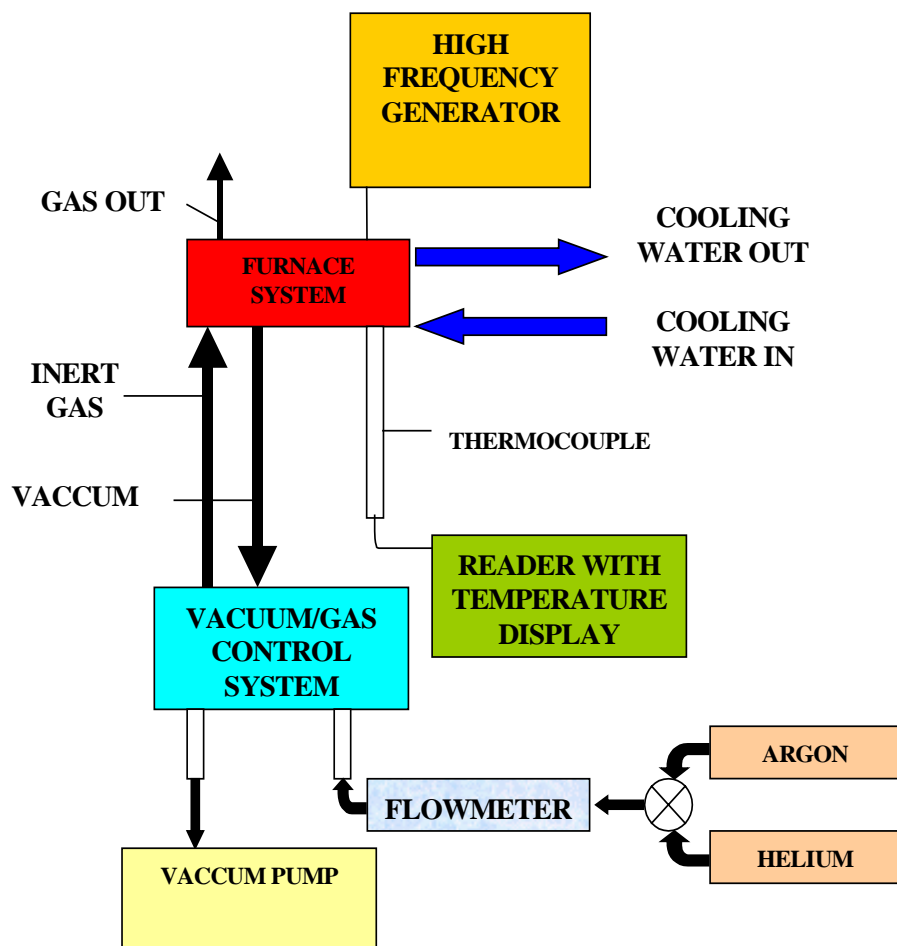 HIGH
FREQUENCY
GENERATOR
GAS OUT
COOLING
WATER OUT
FURNACE
SYSTEM
COOLING
WATER IN
INERT
GAS
THERMOCOUPLE
VACCUM
READER WITH
TEMPERATURE
DISPLAY
VACUUM/GAS
CONTROL
SYSTEM
ARGON
FLOWMETER
HELIUM
VACCUM PUMP